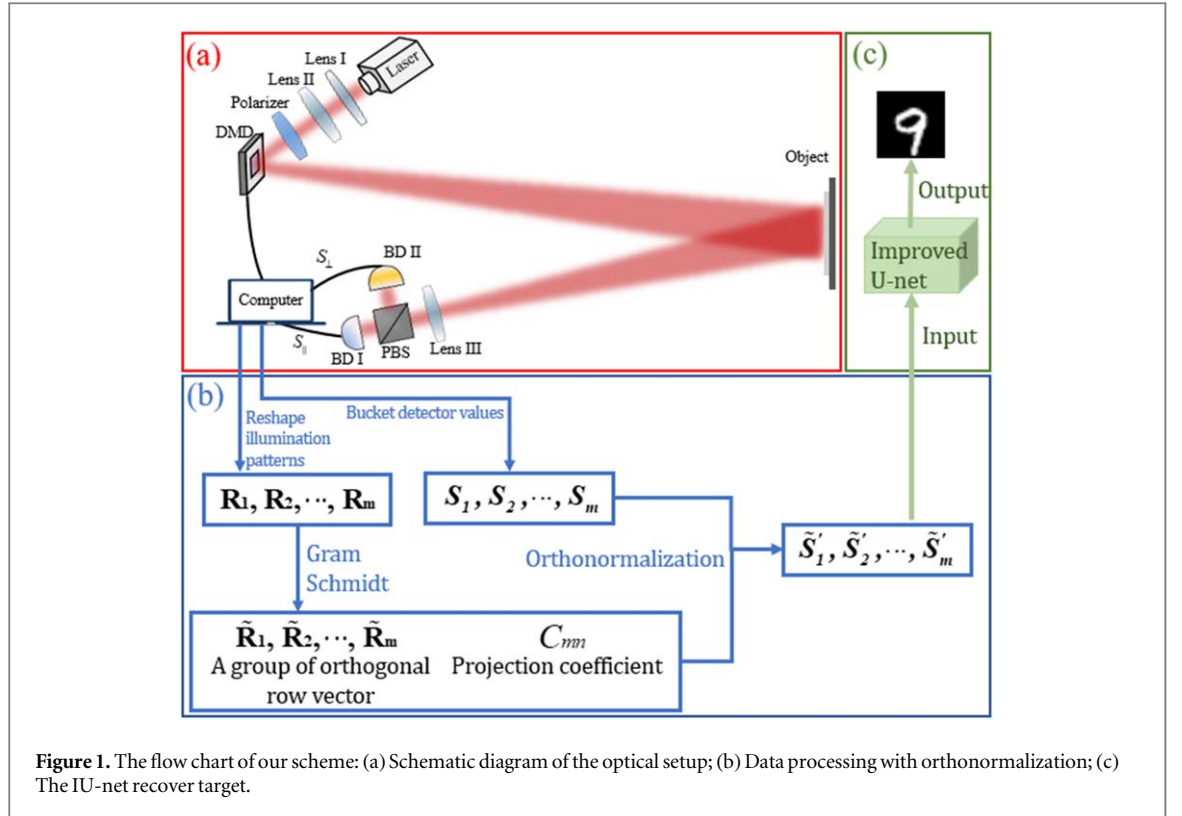 (a)
Lens I
Laser
Lens II
Polarizer
DMD
Object
S⊥
BD II
Computer
S||
BD I
PBS
Lens III
(c)
9
Output
Improved
U-net
Input
(b)
Reshape
illumination
patterns
Bucket detector values
R1, R2,···, Rm
S1, S2,···, Sm
Gram
Schmidt
Orthonormalization
S̃′1, S̃′2,···, S̃′m
R̃1, R̃2,···, R̃m
Cmn
A group of orthogonal
row vector
Projection coefficient
Figure 1. The flow chart of our scheme: (a) Schematic diagram of the optical setup; (b) Data processing with orthonormalization; (c)
The IU-net recover target.